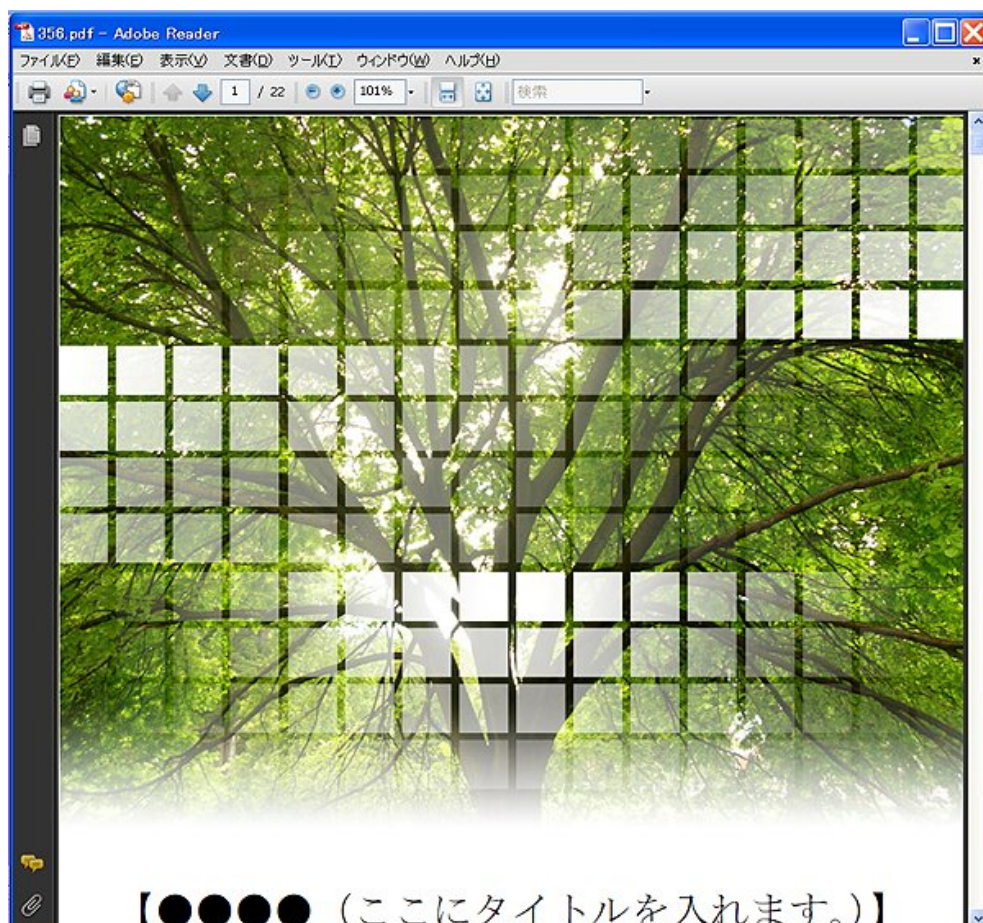 356.pdf - Adobe Reader
ファイル(F) 編集(E) 表示(V) 文書(D) ツール(T) ウィンドウ(W) ヘルプ(H)
1 / 22 101% 検索
【●●●●（ここにタイトルを入れます。）】